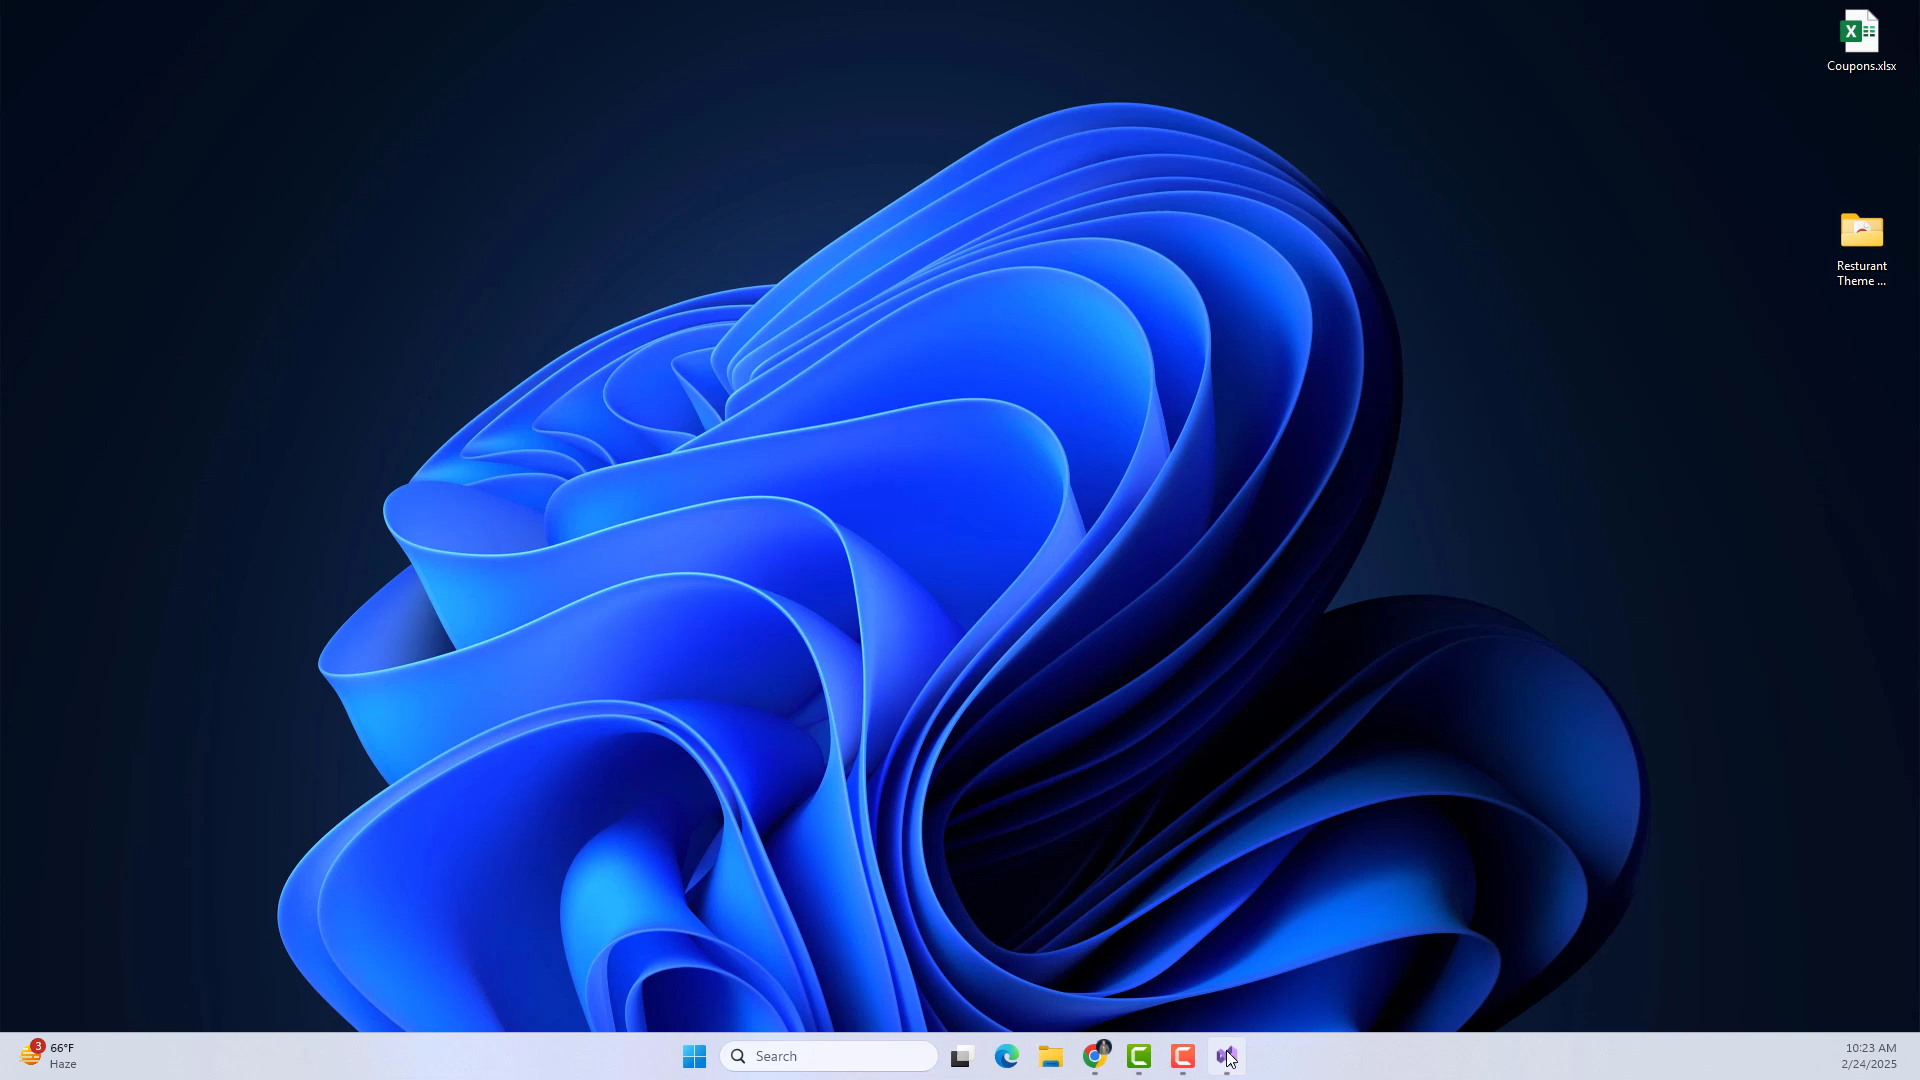 Coupons.xlsx
Resturant
Theme ...
3
66°F
Haze
Search
10:23 AM
2/24/2025